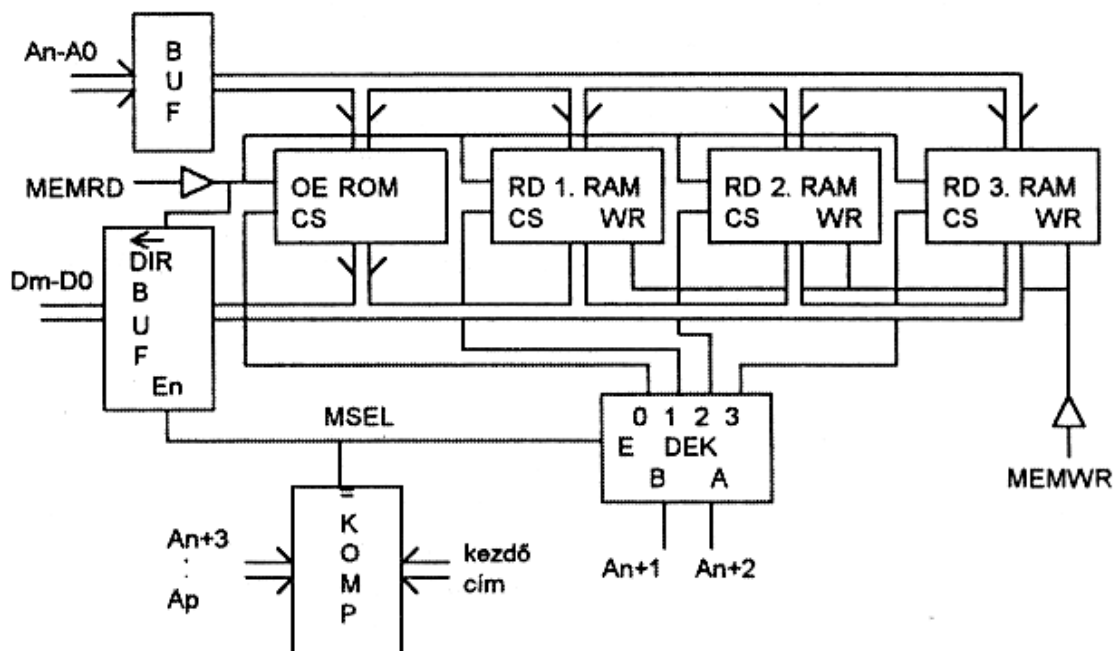 An-A0
B
U
F
MEMRD
OE ROM
CS
RD 1. RAM
CS WR
RD 2. RAM
CS WR
RD 3. RAM
CS WR
DIR
B
U
F
En
Dm-D0
MSEL
0 1 2 3
E DEK
B A
MEMWR
An+1 An+2
=
K
O
M
P
An+3
:
Ap
kezdő
cím